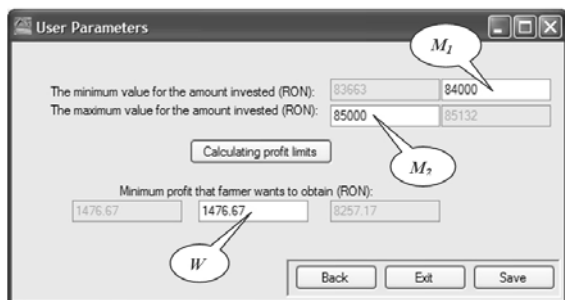 User Parameters
M1
The minimum value for the amount invested (RON): 83663 84000
The maximum value for the amount invested (RON): 85000 85132
Calculating profit limits
M2
Minimum profit that farmer wants to obtain (RON):
1476.67 1476.67 8257.17
W
Back Exit Save